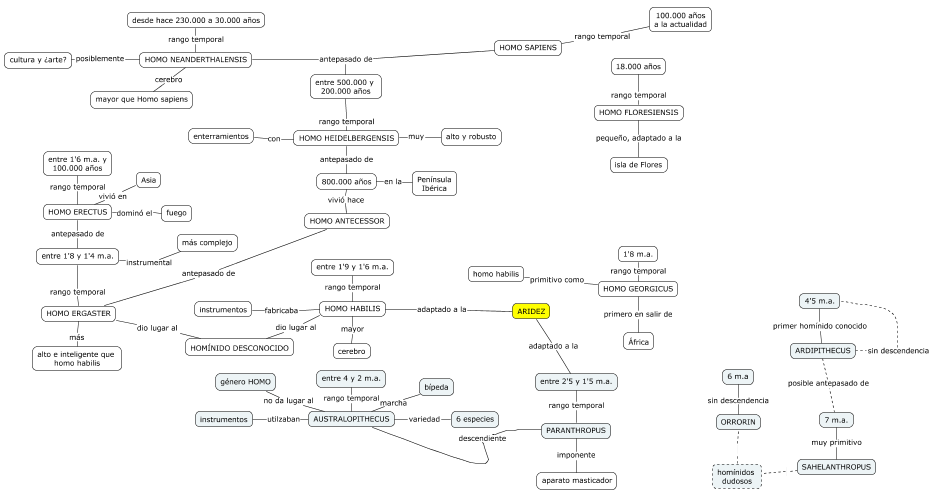 desde hace 230.000 a 30.000 años
100.000 años
a la actualidad
rango temporal
rango temporal
HOMO SAPIENS
cultura y ¿arte?
posiblemente
HOMO NEANDERTHALENSIS
antepasado de
18.000 años
cerebro
entre 500.000 y
200.000 años
mayor que Homo sapiens
rango temporal
HOMO FLORESIENSIS
rango temporal
enterramientos
con
HOMO HEIDELBERGENSIS
muy
alto y robusto
pequeño, adaptado a la
antepasado de
isla de Flores
entre 1'6 m.a. y
100.000 años
rango temporal
Asia
vivió en
800.000 años
en la
Península
Ibérica
vivió hace
HOMO ERECTUS
dominó el
fuego
HOMO ANTECESSOR
antepasado de
más complejo
entre 1'8 y 1'4 m.a.
instrumental
antepasado de
1'8 m.a.
entre 1'9 y 1'6 m.a.
homo habilis
primitivo como
rango temporal
HOMO GEORGICUS
rango temporal
rango temporal
4'5 m.a.
HOMO ERGASTER
instrumentos
fabricaba
HOMO HABILIS
adaptado a la
ARIDEZ
primero en salir de
dio lugar al
dio lugar al
mayor
primer homínido conocido
más
HOMÍNIDO DESCONOCIDO
cerebro
África
adaptado a la
ARDIPITHECUS
sin descendencia
alto e inteligente que
homo habilis
género HOMO
entre 4 y 2 m.a.
bípeda
entre 2'5 y 1'5 m.a.
6 m.a
posible antepasado de
no da lugar al
rango temporal
marcha
sin descendencia
rango temporal
instrumentos
utilizaban
AUSTRALOPITHECUS
variedad
6 especies
ORRORIN
7 m.a.
descendiente
PARANTHROPUS
muy primitivo
imponente
SAHELANTHROPUS
homínidos
dudosos
aparato masticador